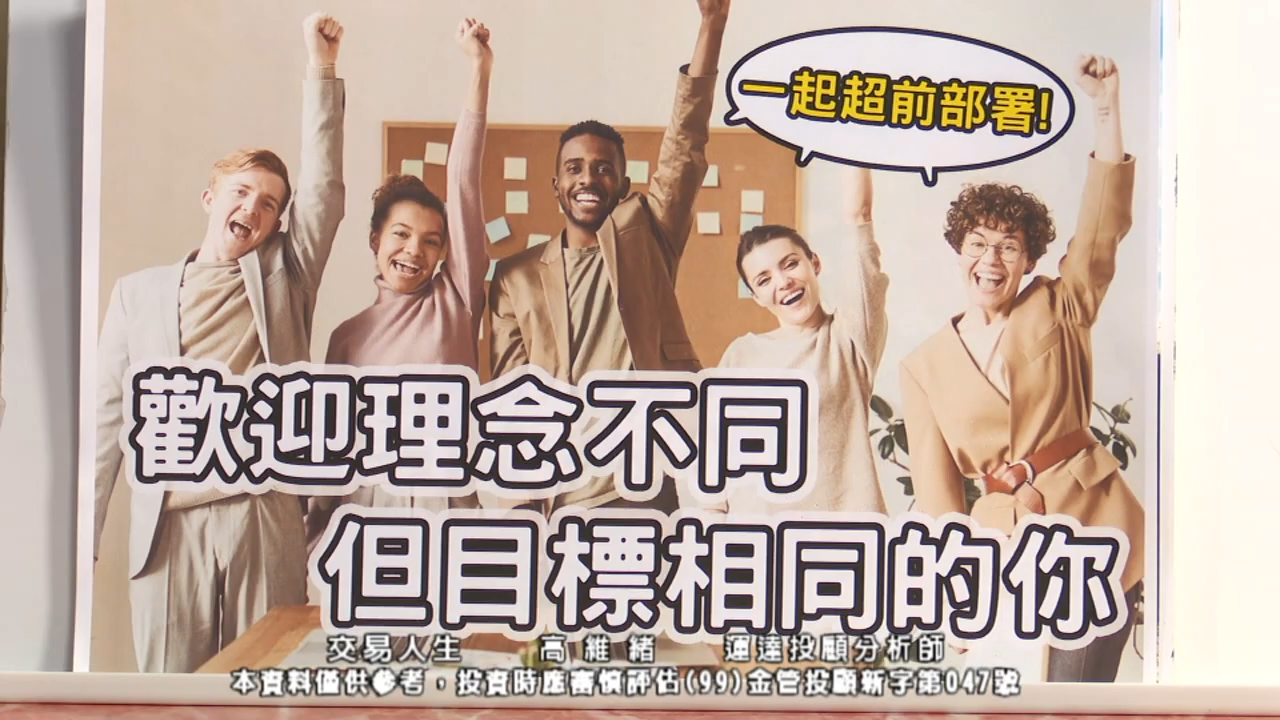 一起超前部署!
歡迎理念不同
但目標相同的你
交易人生 高維緒 運達投顧分析師
本資料僅供參考，投資時應審慎評估(99)金管投顧新字第047號